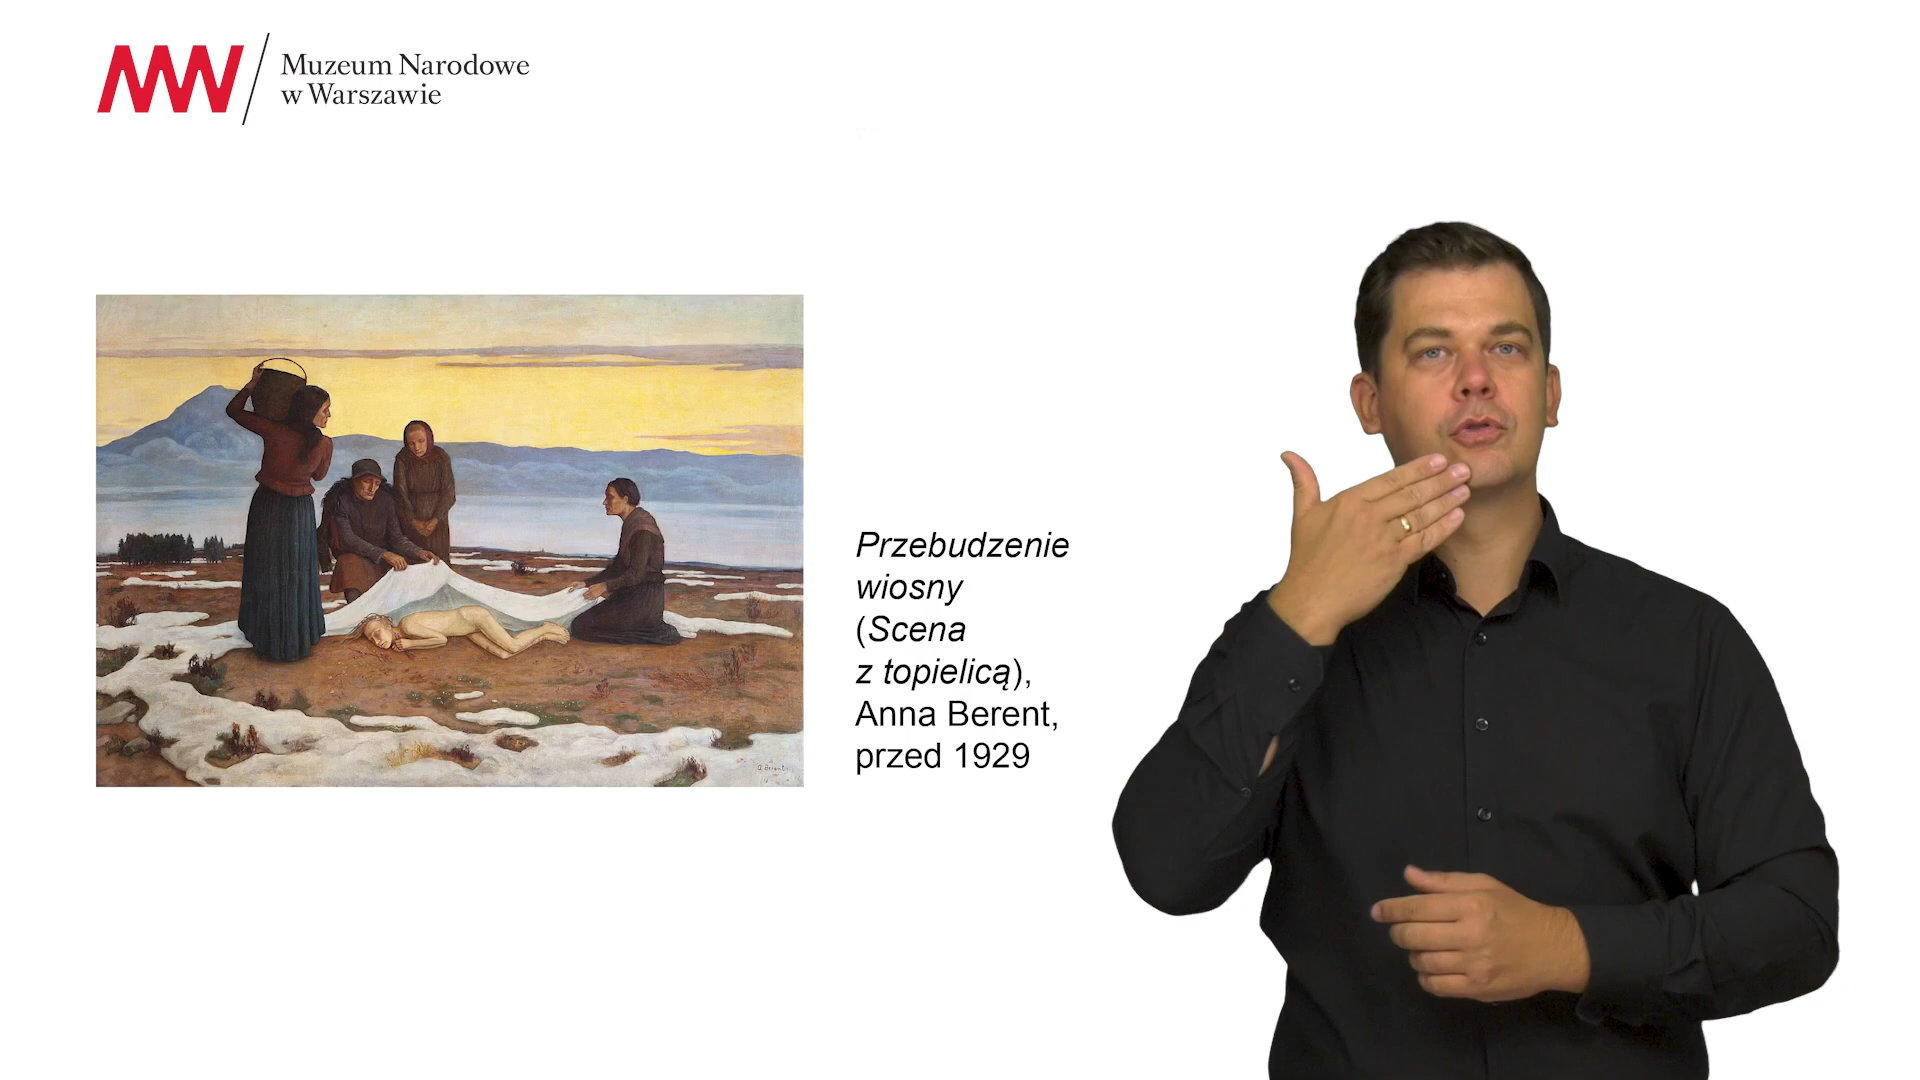 Muzeum Narodowe
w Warszawie
Przebudzenie
wiosny
(Scena
z topielicą),
Anna Berent,
przed 1929